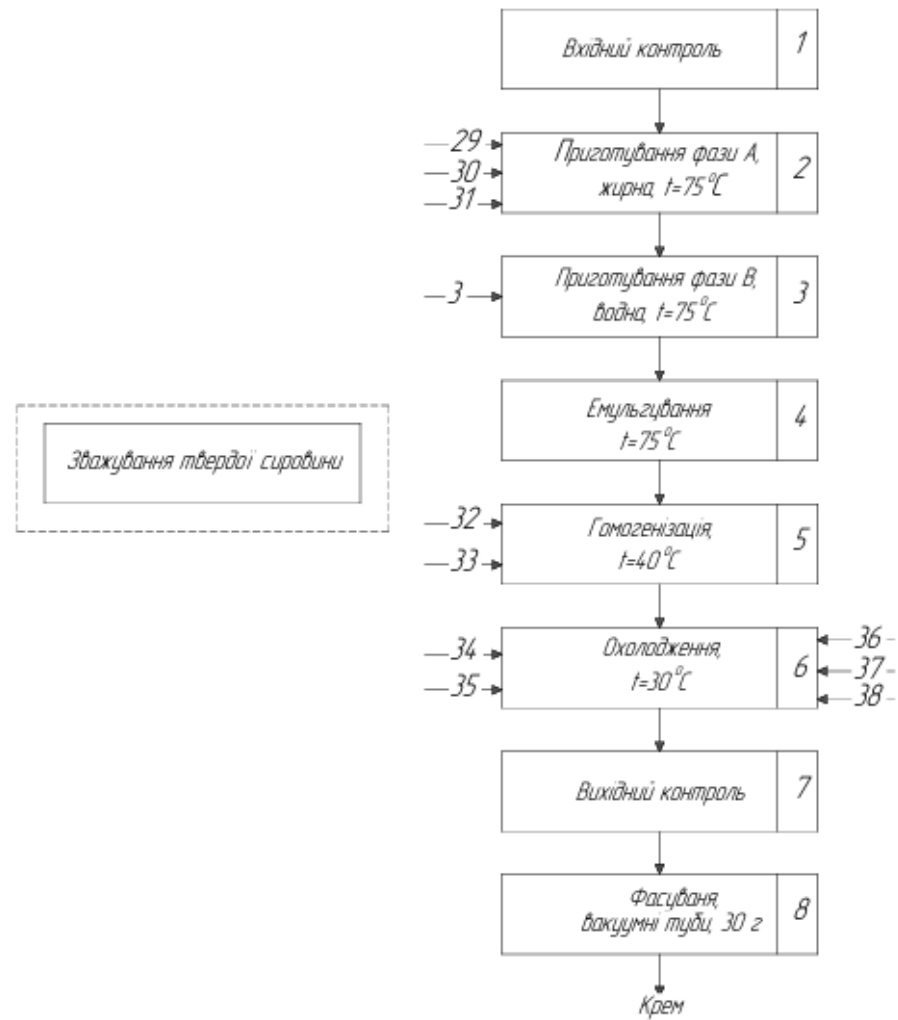 Вхідний контроль
1
29
30
31
Приготування фази А,
жирна, t=75°C
2
3
Приготування фази В,
водна, t=75°C
3
Емульгування
t=75°C
4
Зважування твердої сировини
32
33
Гомогенізація,
t=40°C
5
34
35
Охолодження,
t=30°C
6
36
37
38
Вихідний контроль
7
Фасуваня,
вакуумні туби, 30 г
8
Крем